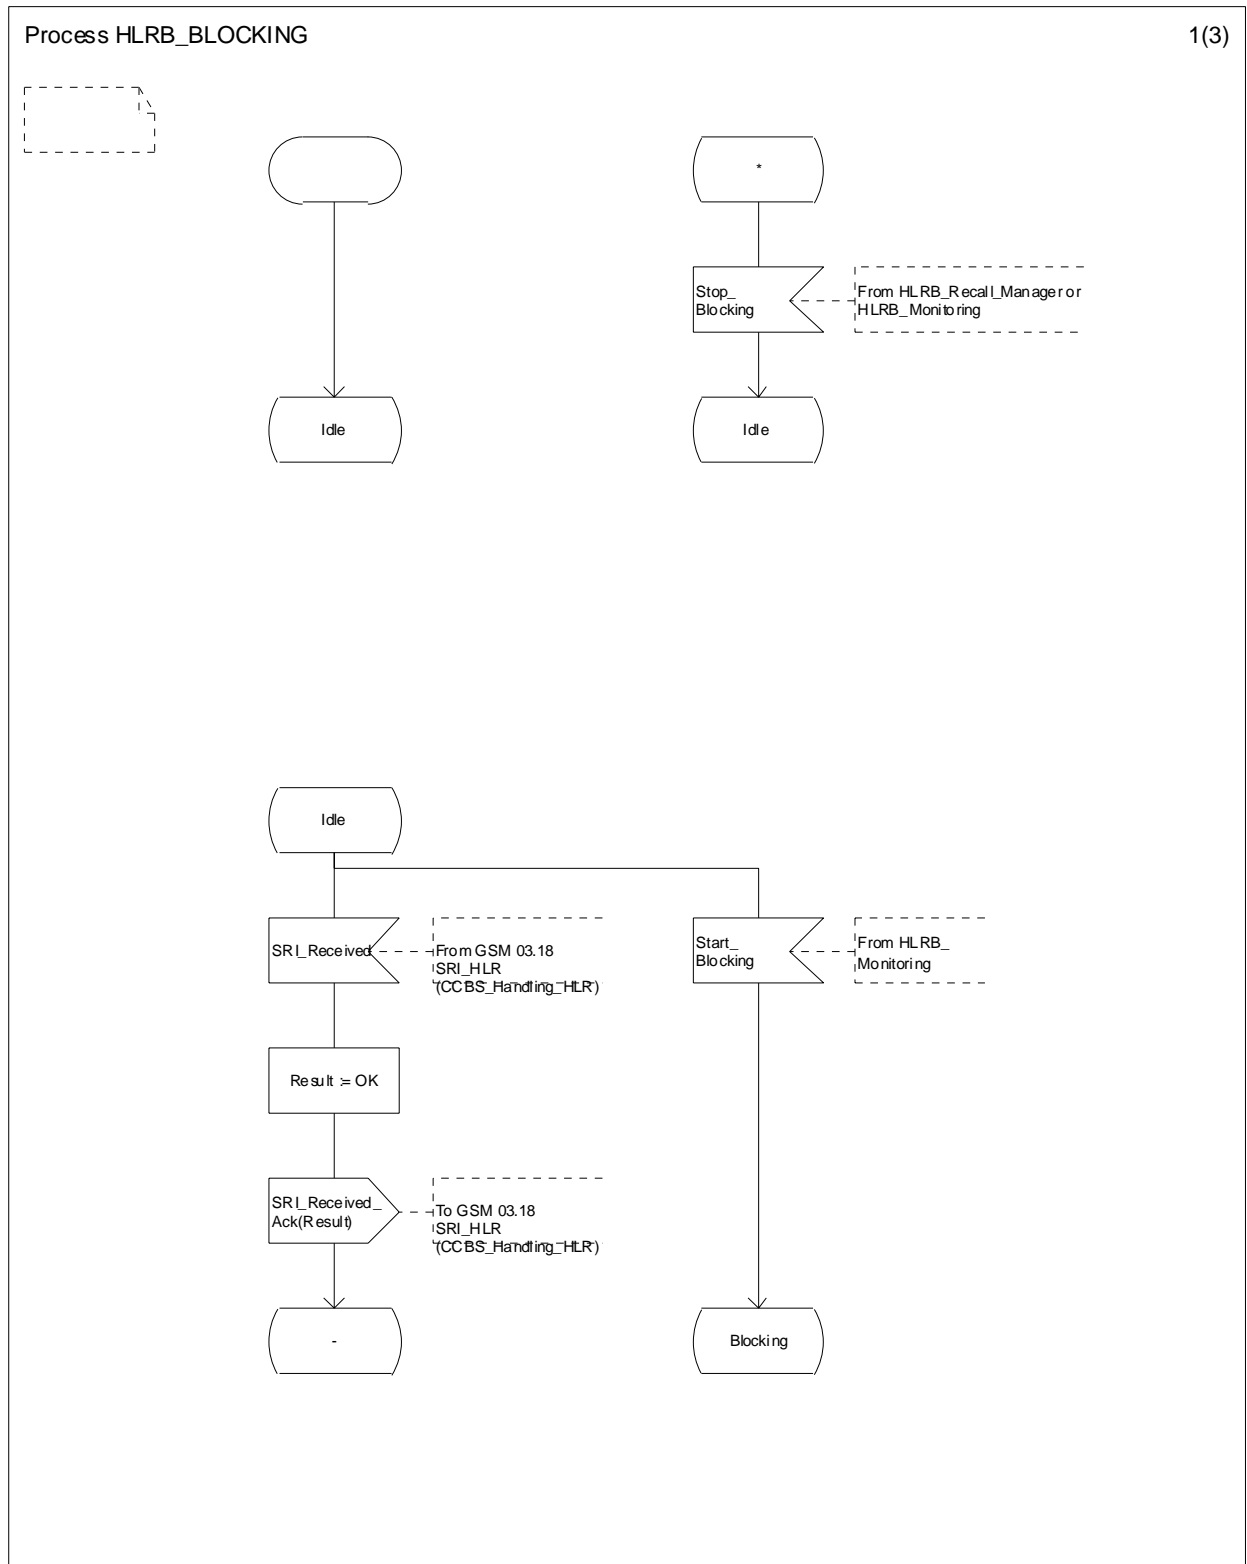 Process HLRB_BLOCKING
1(3)
*
Stop_
Blocking
From HLRB_Recall_Manager or
HLRB_Monitoring
Idle
Idle
Idle
SRI_Received
From GSM 03.18
SRI_HLR
(CCBS_Handling_HLR)
Start_
Blocking
From HLRB_
Monitoring
Result := OK
SRI_Received_
Ack(Result)
To GSM 03.18
SRI_HLR
(CCBS_Handling_HLR)
-
Blocking